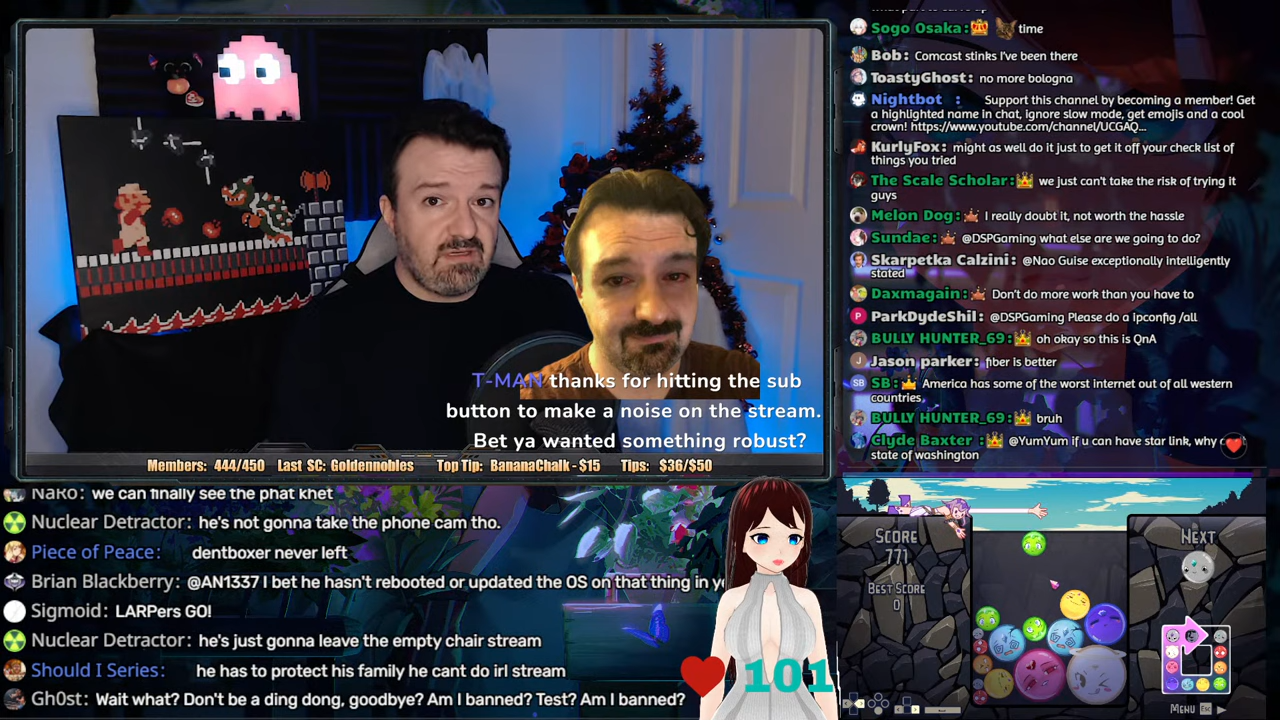 Sogo Osaka: time
Bob: Comcast stinks I've been there
ToastyGhost: no more bologna
Nightbot : Support this channel by becoming a member! Get
a highlighted name in chat, ignore slow mode, get emojis and a cool
crown! https://www.youtube.com/channel/UCGAQ...
KurlyFox: might as well do it just to get it off your check list of
things you tried
The Scale Scholar: we just can't take the risk of trying it
guys
Melon Dog: I really doubt it, not worth the hassle
Sundae: @DSPGaming what else are we going to do?
Skarpetka Calzini: @Nao Guise exceptionally intelligently
stated
Daxmagain: Don't do more work than you have to
P
ParkDydeShil: @DSPGaming Please do a ipconfig /all
BULLY HUNTER_69: oh okay so this is QnA
J
Jason parker: fiber is better
SB
SB: America has some of the worst internet out of all western
countries
BULLY HUNTER_69: bruh
Clyde Baxter : @YumYum if u can have star link, why
state of washington
T-MAN thanks for hitting the sub
button to make a noise on the stream.
Bet ya wanted something robust?
Members: 444/450 Last SC: Goldennobles Top Tip: BananaChalk - $15 Tips: $36/$50
NaRo: we can finally see the phat khet
Nuclear Detractor: he's not gonna take the phone cam tho.
Piece of Peace: dentboxer never left
Brian Blackberry: @AN1337 I bet he hasn't rebooted or updated the OS on that thing in
Sigmoid: LARPers GO!
Nuclear Detractor: he's just gonna leave the empty chair stream
Should I Series: he has to protect his family he cant do irl stream
Gh0st: Wait what? Don't be a ding dong, goodbye? Am I banned? Test? Am I banned?
101
SCORE
771
BEST SCORE
0
NEXT
MENU ESC